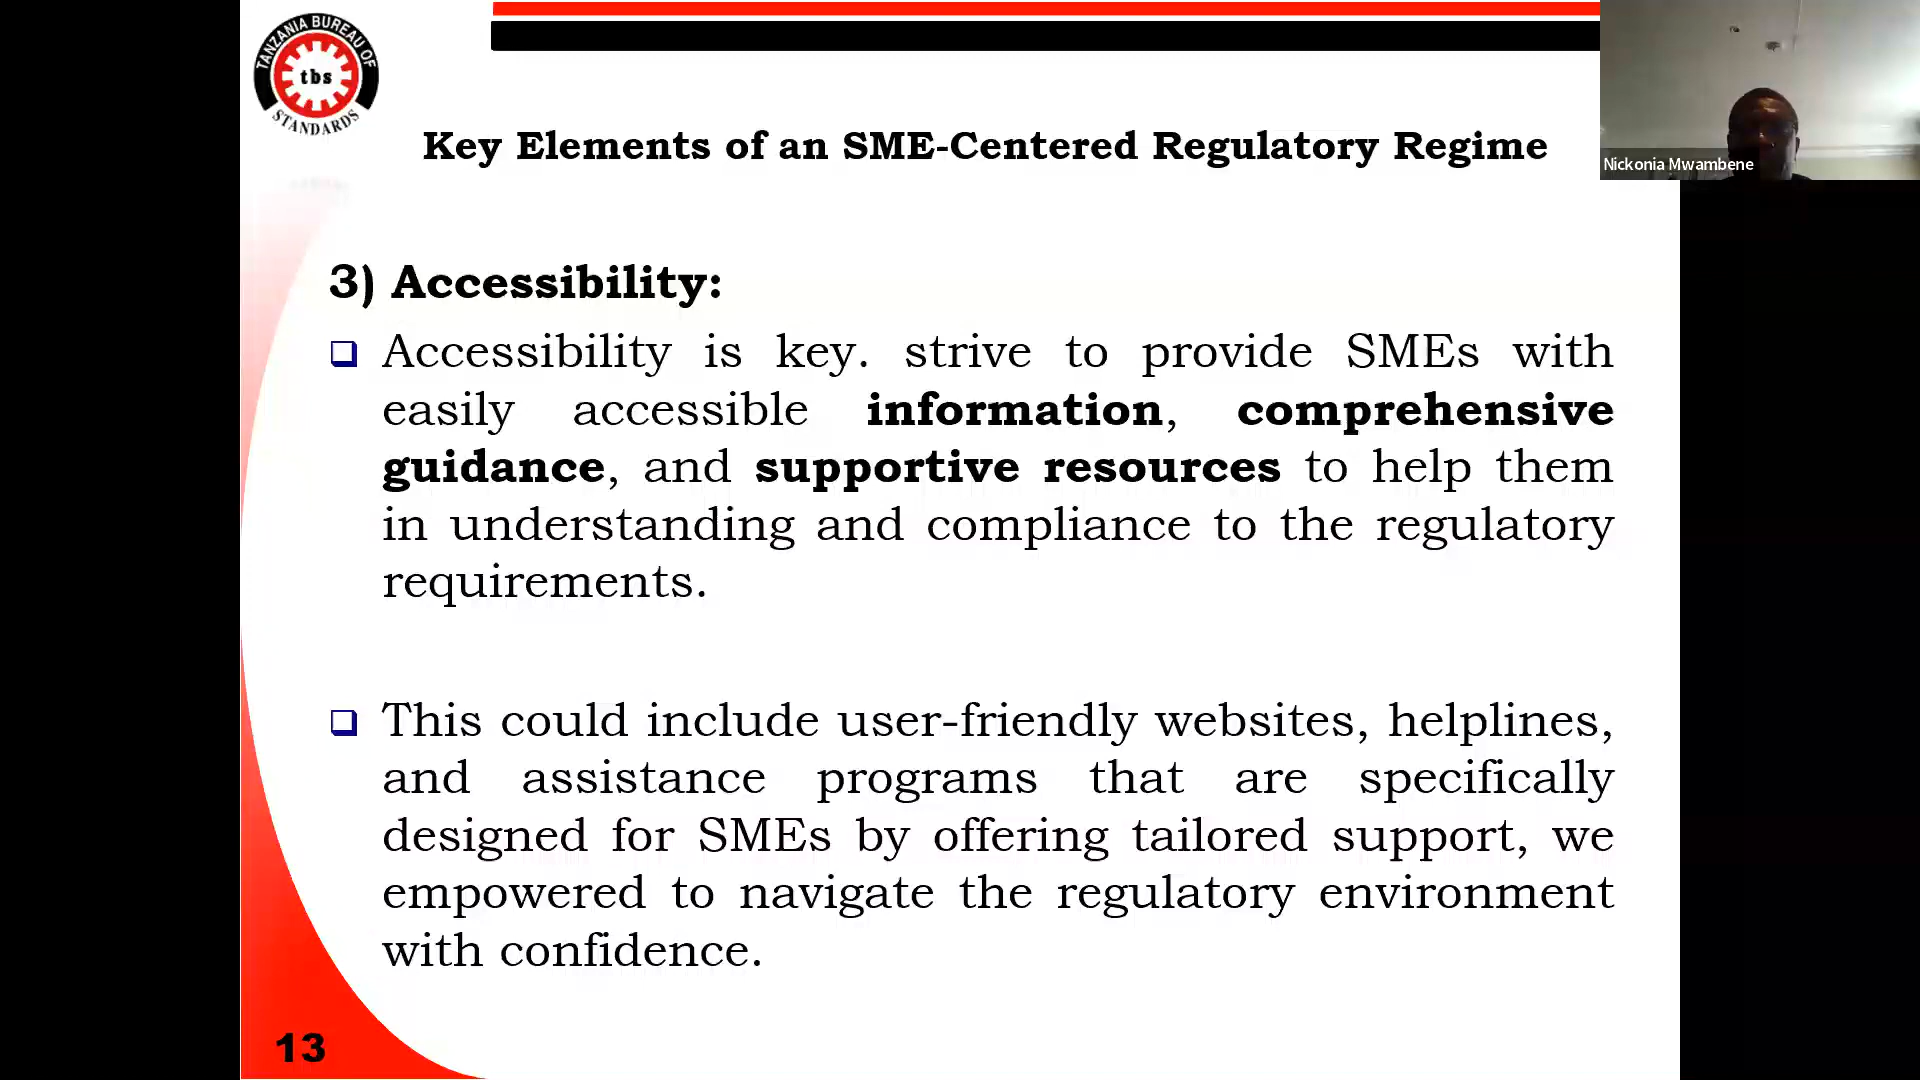 TANZANIA BUREAU OF
tbs
STANDARDS
Key Elements of an SME-Centered Regulatory Regime
Nickonia Mwambene
3) Accessibility:
Accessibility is key. strive to provide SMEs with
easily accessible information, comprehensive
guidance, and supportive resources to help them
in understanding and compliance to the regulatory
requirements.
This could include user-friendly websites, helplines,
and assistance programs that are specifically
designed for SMEs by offering tailored support, we
empowered to navigate the regulatory environment
with confidence.
13